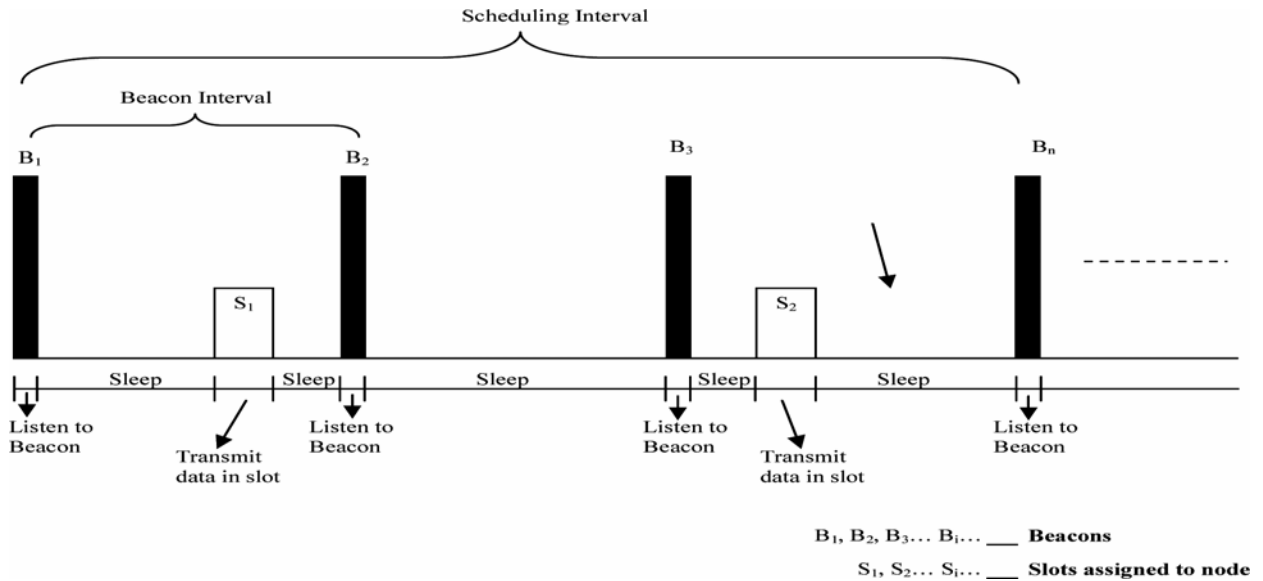 Scheduling Interval
Beacon Interval
B₁
B₂
B₃
Bₙ
S₁
S₂
Sleep
Sleep
Sleep
Sleep
Sleep
Listen to
Beacon
Transmit
data in slot
Listen to
Beacon
Listen to
Beacon
Transmit
data in slot
Listen to
Beacon
B₁, B₂, B₃... Bᵢ... __ Beacons
S₁, S₂... Sᵢ... __ Slots assigned to node